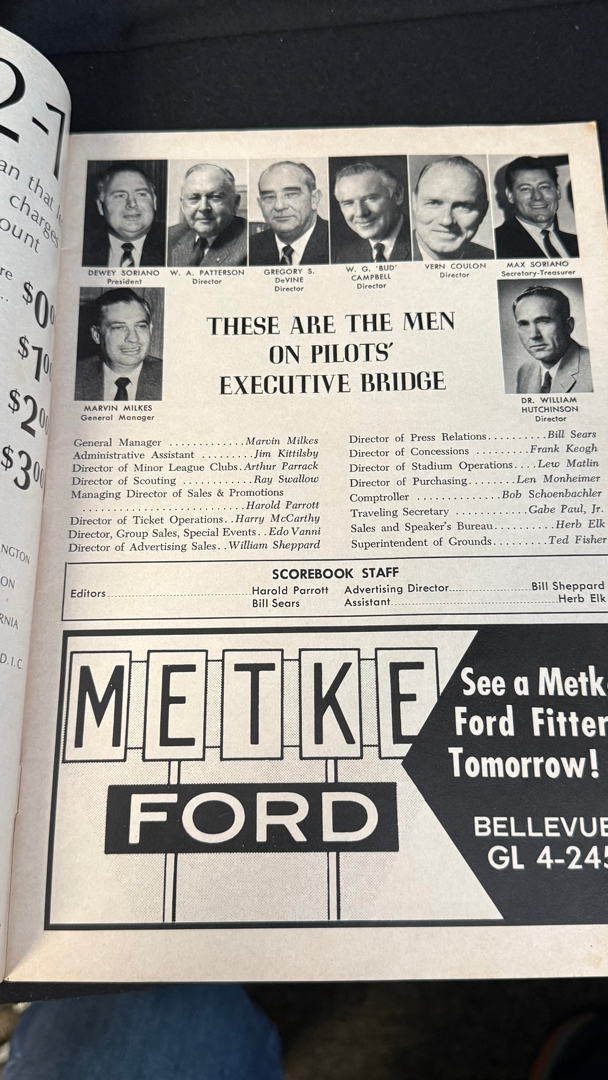 2-1
an that
charges
ount
$0
$1
$2
$3
NGTON
ON
RNIA
D.I.C.
DEWEY SORIANO
President
W. A. PATTERSON
Director
GREGORY S.
DeVINE
Director
W. G. 'BUD'
CAMPBELL
Director
VERN COULON
Director
MAX SORIANO
Secretary-Treasurer
MARVIN MILKES
General Manager
THESE ARE THE MEN
ON PILOTS'
EXECUTIVE BRIDGE
DR. WILLIAM
HUTCHINSON
Director
General Manager .............Marvin Milkes
Administrative Assistant .........Jim Kittilsby
Director of Minor League Clubs..Arthur Parrack
Director of Scouting .............Ray Swallow
Managing Director of Sales & Promotions
...........................Harold Parrott
Director of Ticket Operations..Harry McCarthy
Director, Group Sales, Special Events..Edo Vanni
Director of Advertising Sales..William Sheppard
Director of Press Relations.........Bill Sears
Director of Concessions .........Frank Keogh
Director of Stadium Operations....Lew Matlin
Director of Purchasing.........Len Monheimer
Comptroller .............Bob Schoenbachler
Traveling Secretary .........Gabe Paul, Jr.
Sales and Speaker's Bureau.........Herb Elk
Superintendent of Grounds.........Ted Fisher
SCOREBOOK STAFF
Editors..............................Harold Parrott
Bill Sears
Advertising Director....................Bill Sheppard
Assistant..............................Herb Elk
METKE
FORD
See a Metk
Ford Fitter
Tomorrow!
BELLEVUE
GL 4-245